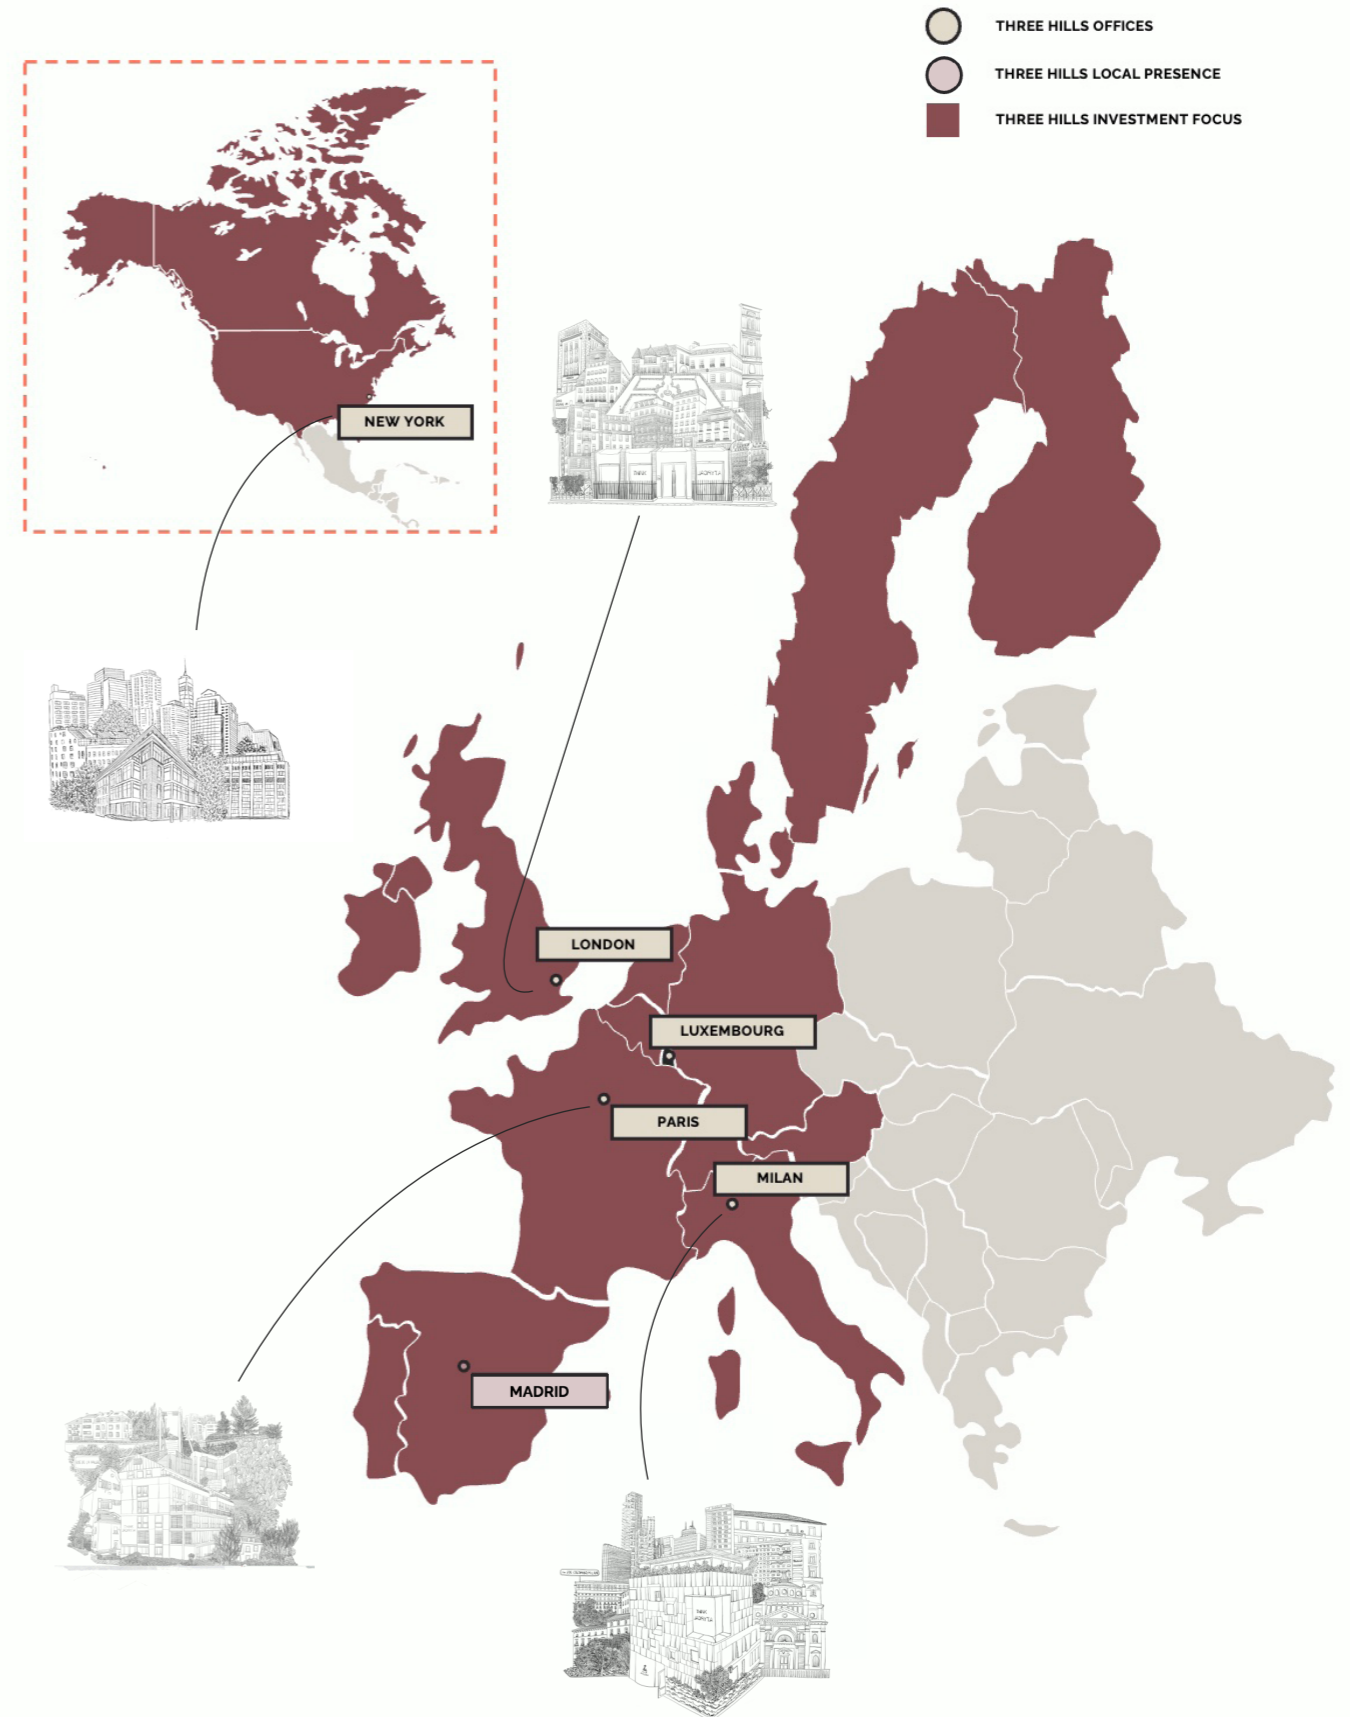 THREE HILLS OFFICES
THREE HILLS LOCAL PRESENCE
THREE HILLS INVESTMENT FOCUS
NEW YORK
LONDON
LUXEMBOURG
PARIS
MILAN
MADRID